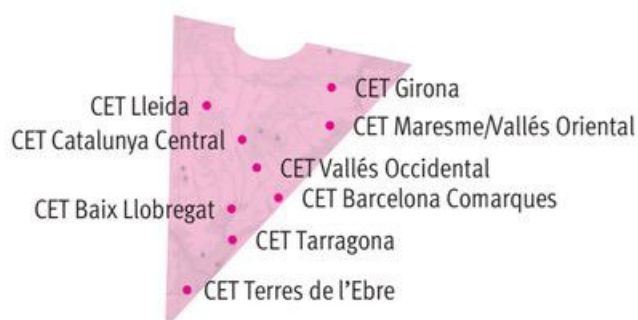 CET Girona
CET Lleida
CET Maresme/Vallés Oriental
CET Catalunya Central
CET Vallés Occidental
CET Barcelona Comarques
CET Baix Llobregat
CET Tarragona
CET Terres de l’Ebre